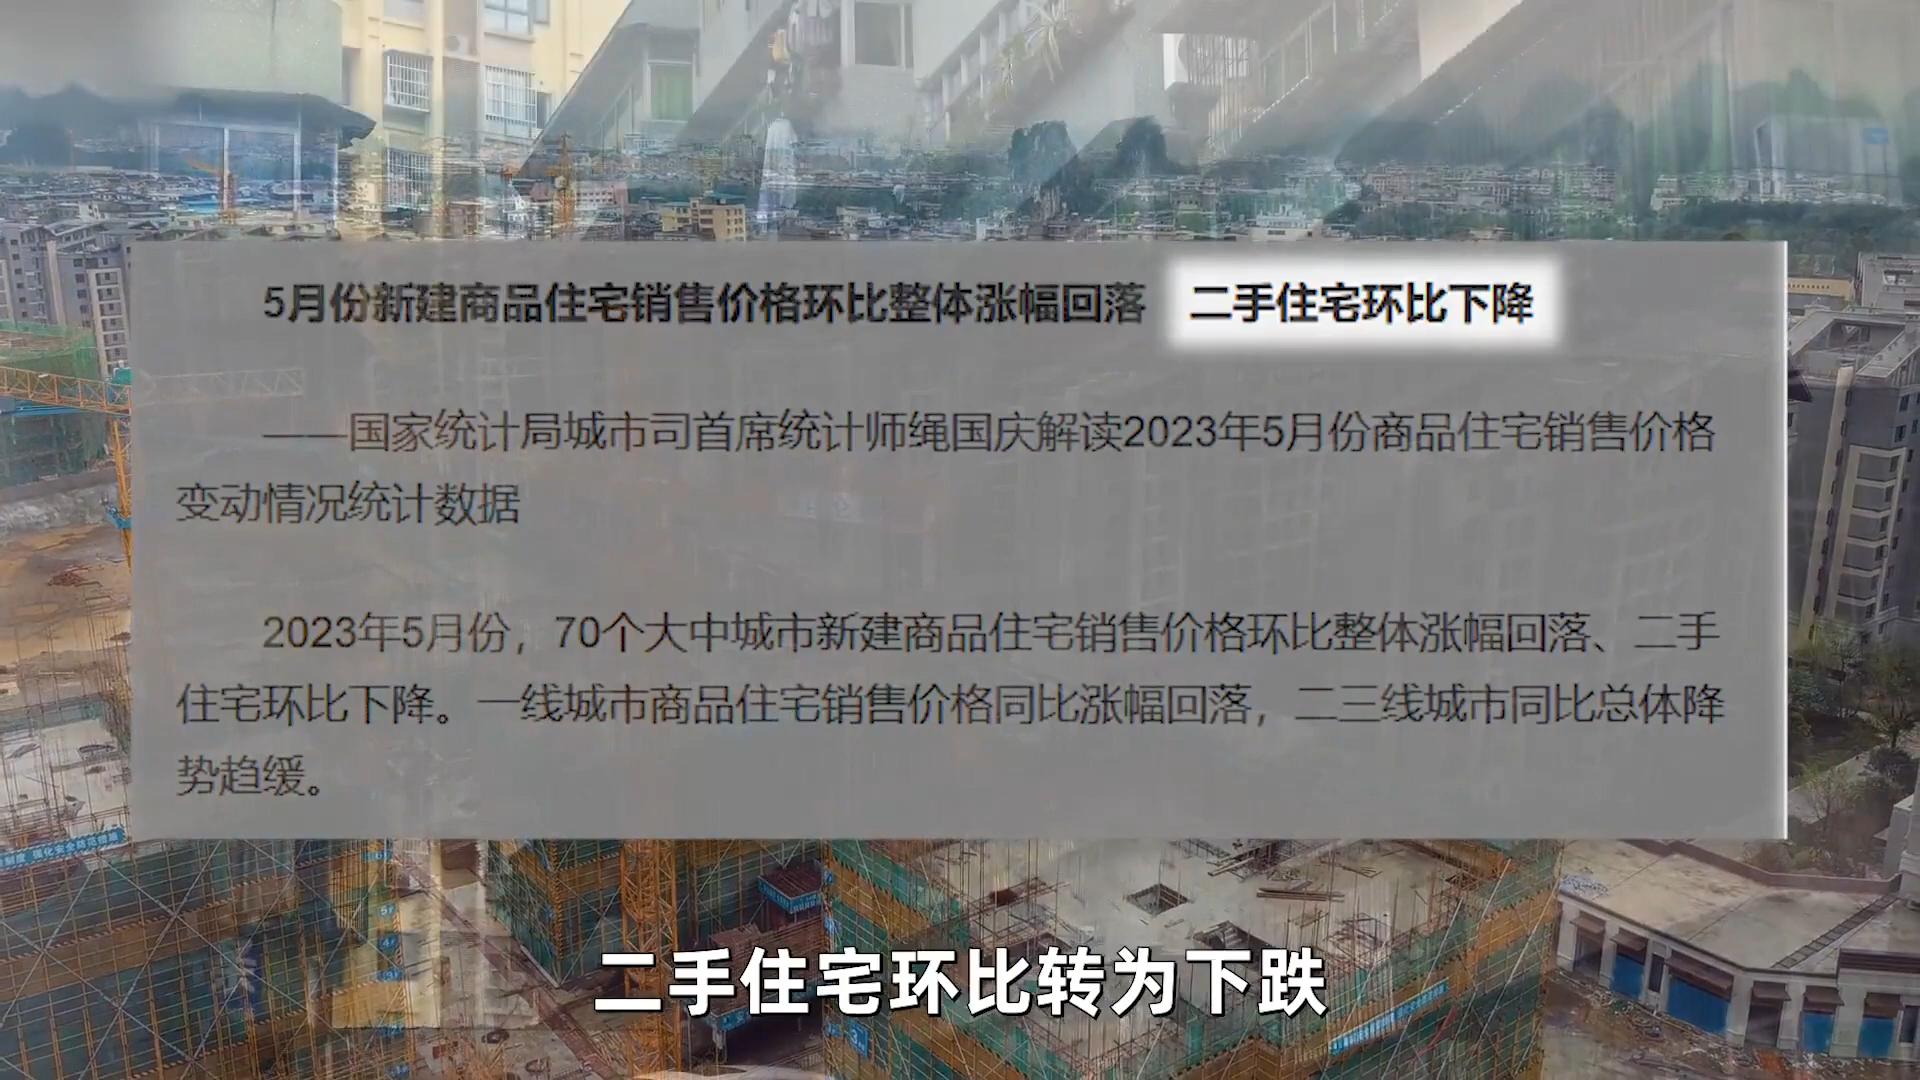 5月份新建商品住宅销售价格环比整体涨幅回落 二手住宅环比下降
——国家统计局城市司首席统计师绳国庆解读2023年5月份商品住宅销售价格
变动情况统计数据
2023年5月份，70个大中城市新建商品住宅销售价格环比整体涨幅回落、二手
住宅环比下降。一线城市商品住宅销售价格同比涨幅回落，二三线城市同比总体降
势趋缓。
强化安全防范措施
二手住宅环比转为下跌